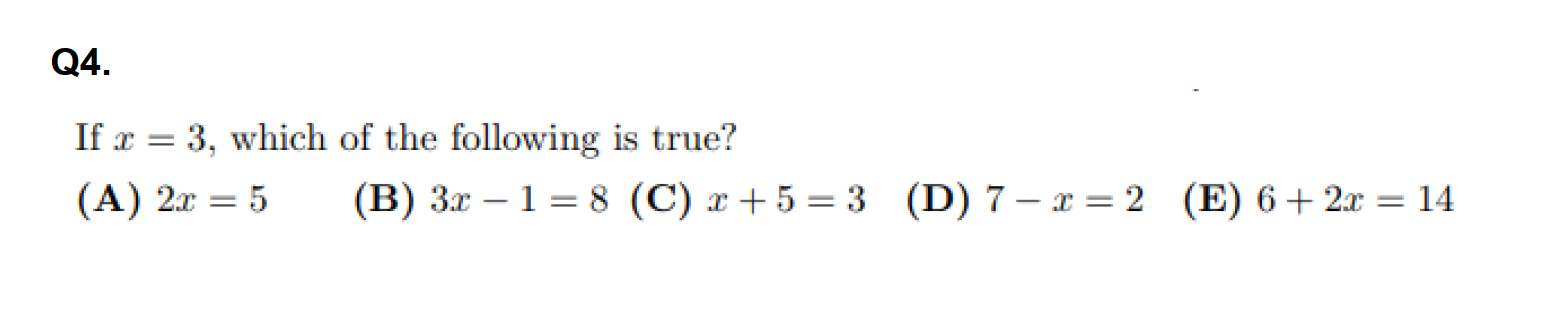 Q4.
If x = 3, which of the following is true?
(A) 2x = 5 (B) 3x − 1 = 8 (C) x + 5 = 3 (D) 7 − x = 2 (E) 6 + 2x = 14